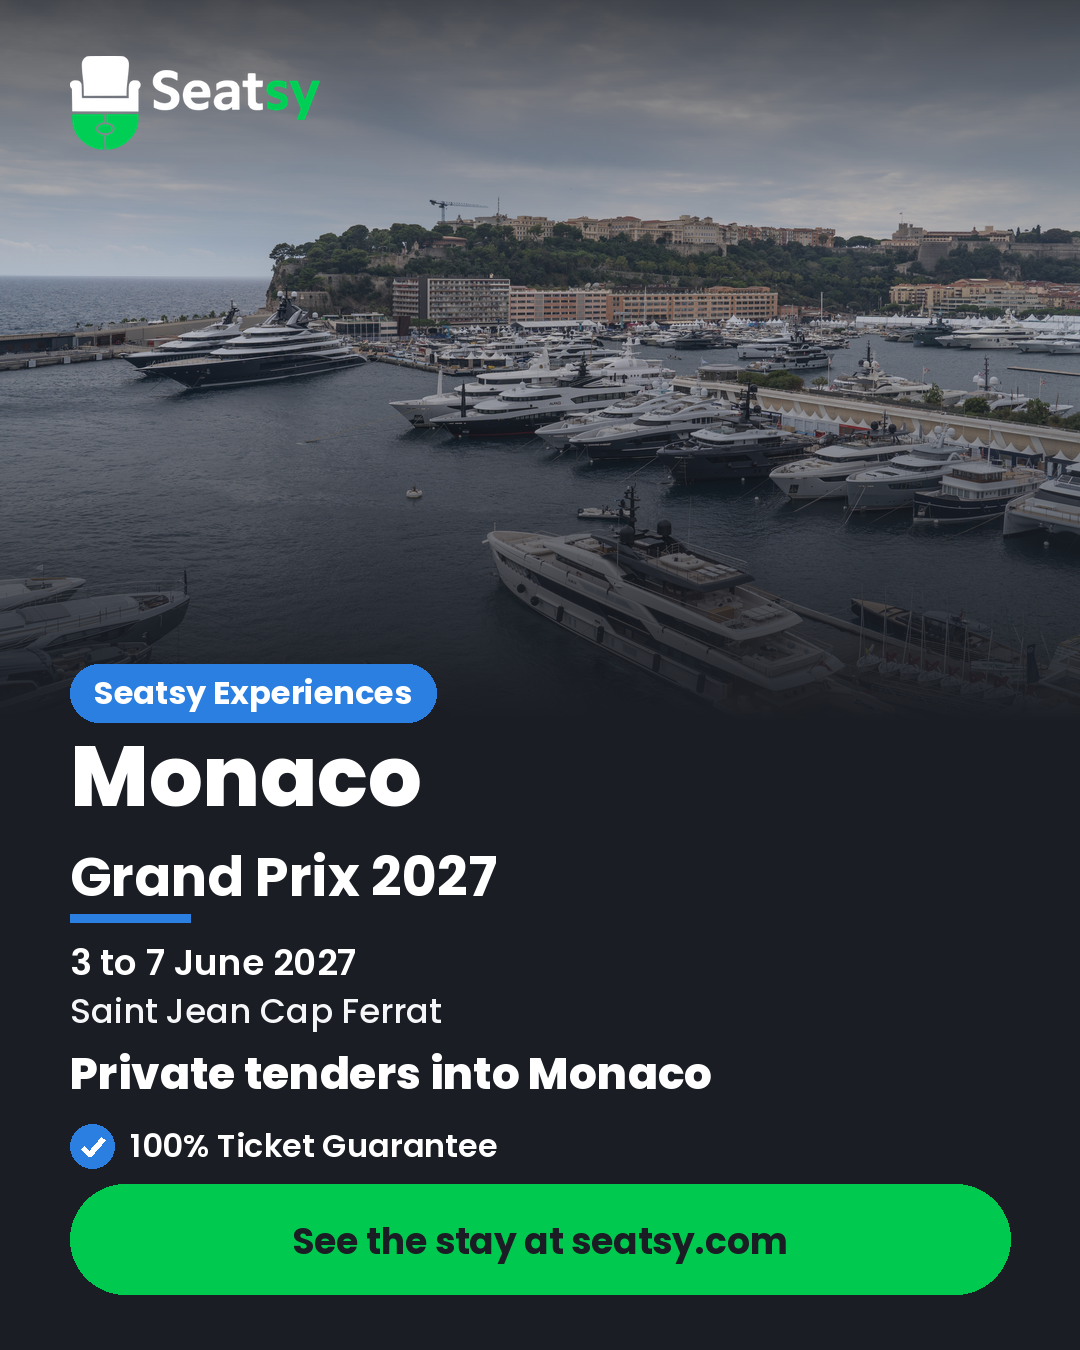 Seatsy
Seatsy Experiences
Monaco
Grand Prix 2027
3 to 7 June 2027
Saint Jean Cap Ferrat
Private tenders into Monaco
100% Ticket Guarantee
See the stay at seatsy.com